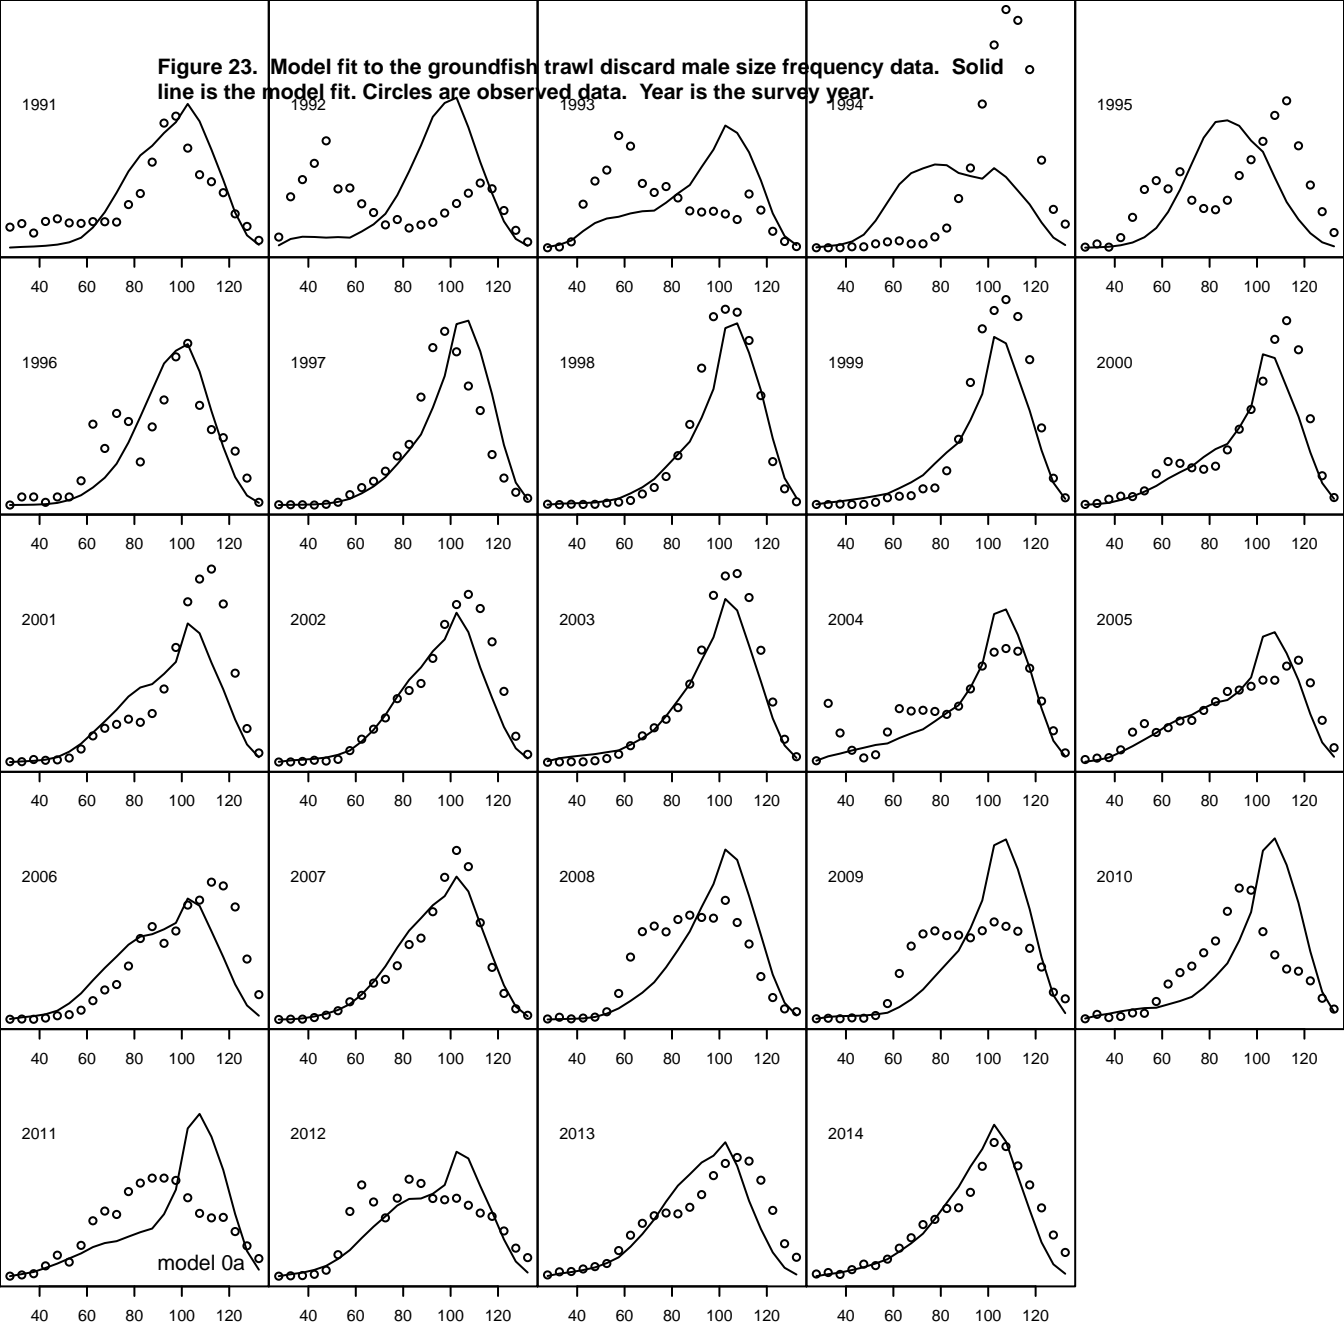 Figure 23.  Model fit to the groundfish trawl discard male size frequency data.  Solid
line is the model fit. Circles are observed data.  Year is the survey year.
1991 1992 1993 1994 1995
40 60 80 100 120 40 60 80 100 120 40 60 80 100 120 40 60 80 100 120 40 60 80 100 120
1996 1997 1998 1999 2000
40 60 80 100 120 40 60 80 100 120 40 60 80 100 120 40 60 80 100 120 40 60 80 100 120
2001 2002 2003 2004 2005
40 60 80 100 120 40 60 80 100 120 40 60 80 100 120 40 60 80 100 120 40 60 80 100 120
2006 2007 2008 2009 2010
40 60 80 100 120 40 60 80 100 120 40 60 80 100 120 40 60 80 100 120 40 60 80 100 120
2011 2012 2013 2014
model 0a
40 60 80 100 120 40 60 80 100 120 40 60 80 100 120 40 60 80 100 120